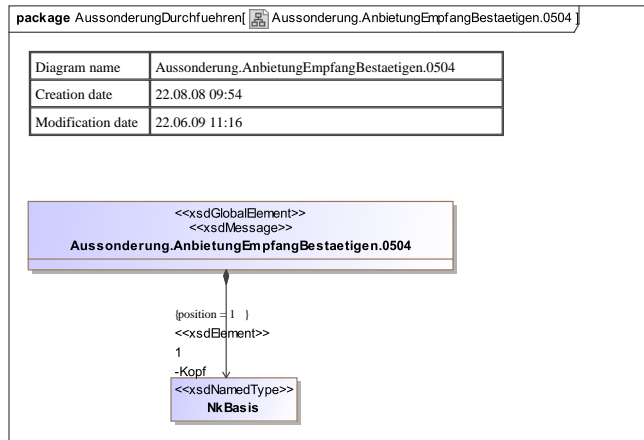 package AussonderungDurchfuehren[ Aussonderung.AnbietungEmpfangBestaetigen.0504 ]
Diagram name Aussonderung.AnbietungEmpfangBestaetigen.0504
Creation date 22.08.08 09:54
Modification date 22.06.09 11:16
<<xsdGlobalElement>>
<<xsdMessage>>
Aussonderung.AnbietungEmpfangBestaetigen.0504
{position = 1 }
<<xsdElement>>
1
-Kopf
<<xsdNamedType>>
NkBasis